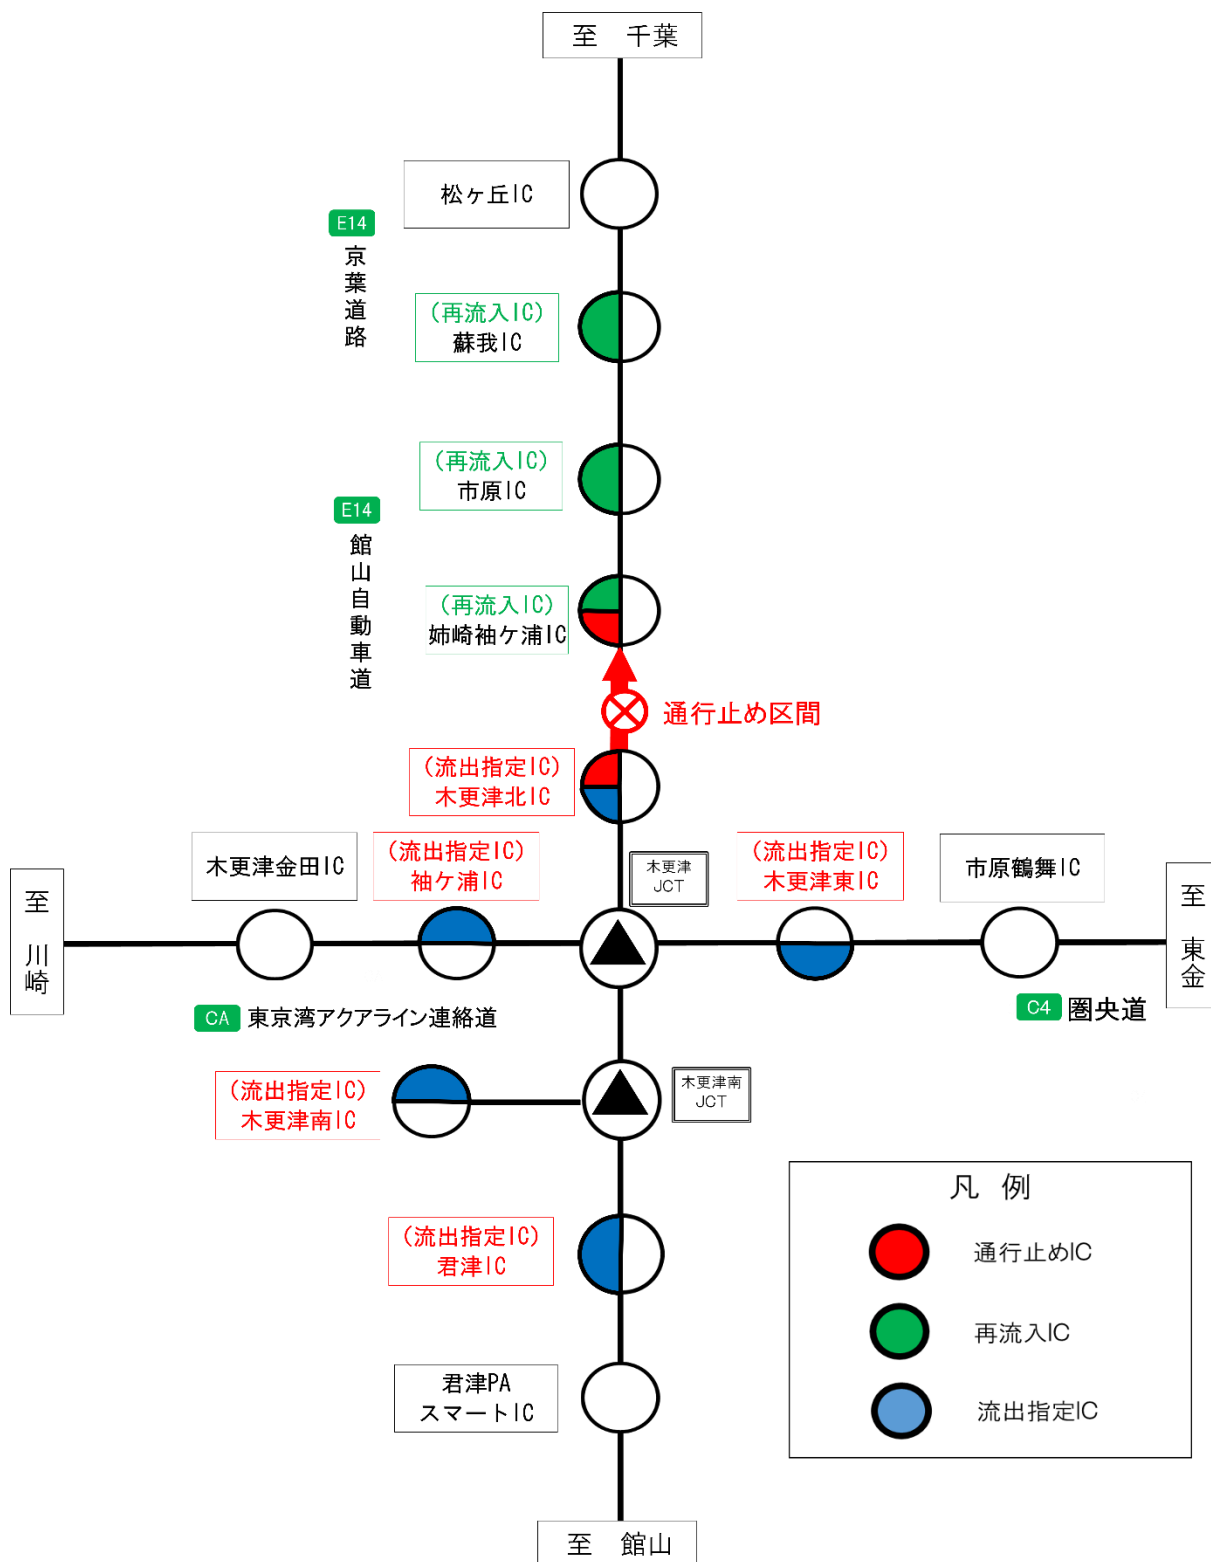 至 千葉
松ヶ丘IC
E14
京葉道路
(再流入IC)
蘇我IC
(再流入IC)
市原IC
E14
館山自動車道
(再流入IC)
姉崎袖ケ浦IC
通行止め区間
(流出指定IC)
木更津北IC
木更津金田IC
(流出指定IC)
袖ケ浦IC
木更津
JCT
(流出指定IC)
木更津東IC
市原鶴舞IC
至 川崎
至 東金
CA 東京湾アクアライン連絡道
C4 圏央道
(流出指定IC)
木更津南IC
木更津南
JCT
(流出指定IC)
君津IC
君津PA
スマートIC
至 館山
凡 例
通行止めIC
再流入IC
流出指定IC